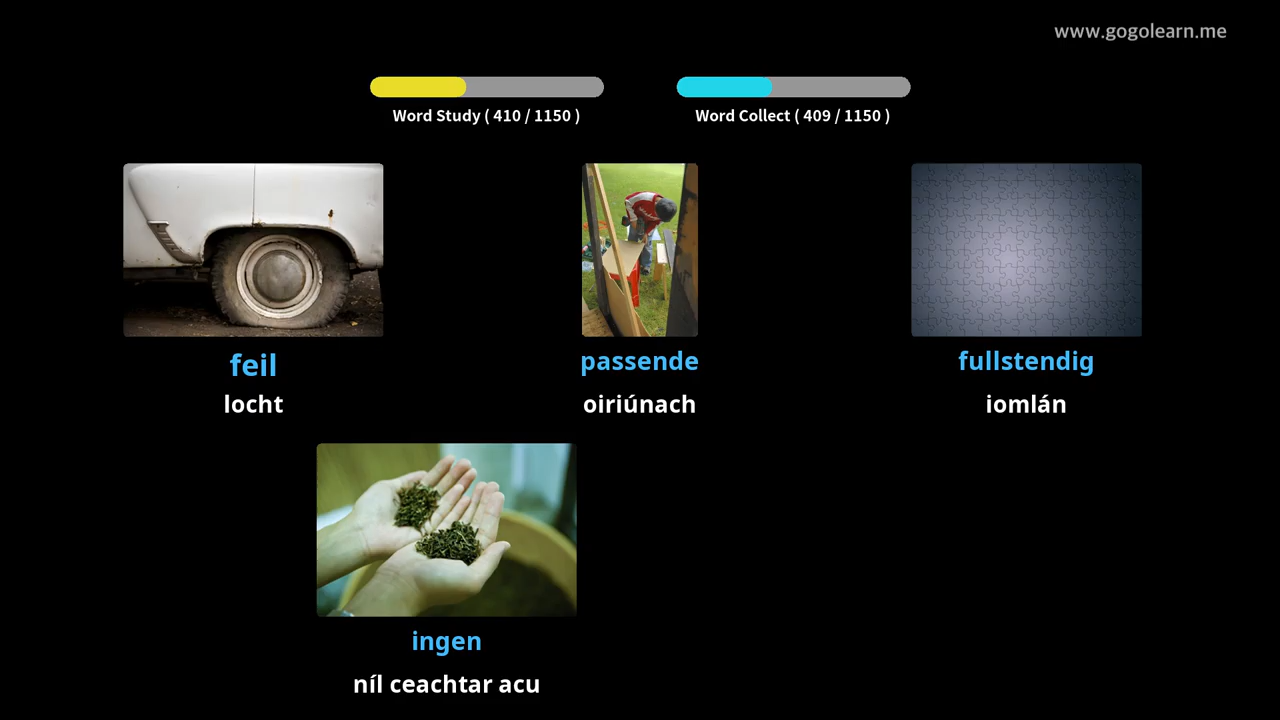 www.gogolearn.me
Word Study ( 410 / 1150 )
Word Collect ( 409 / 1150 )
feil
locht
passende
oiriúnach
fullstendig
iomlán
ingen
níl ceachtar acu